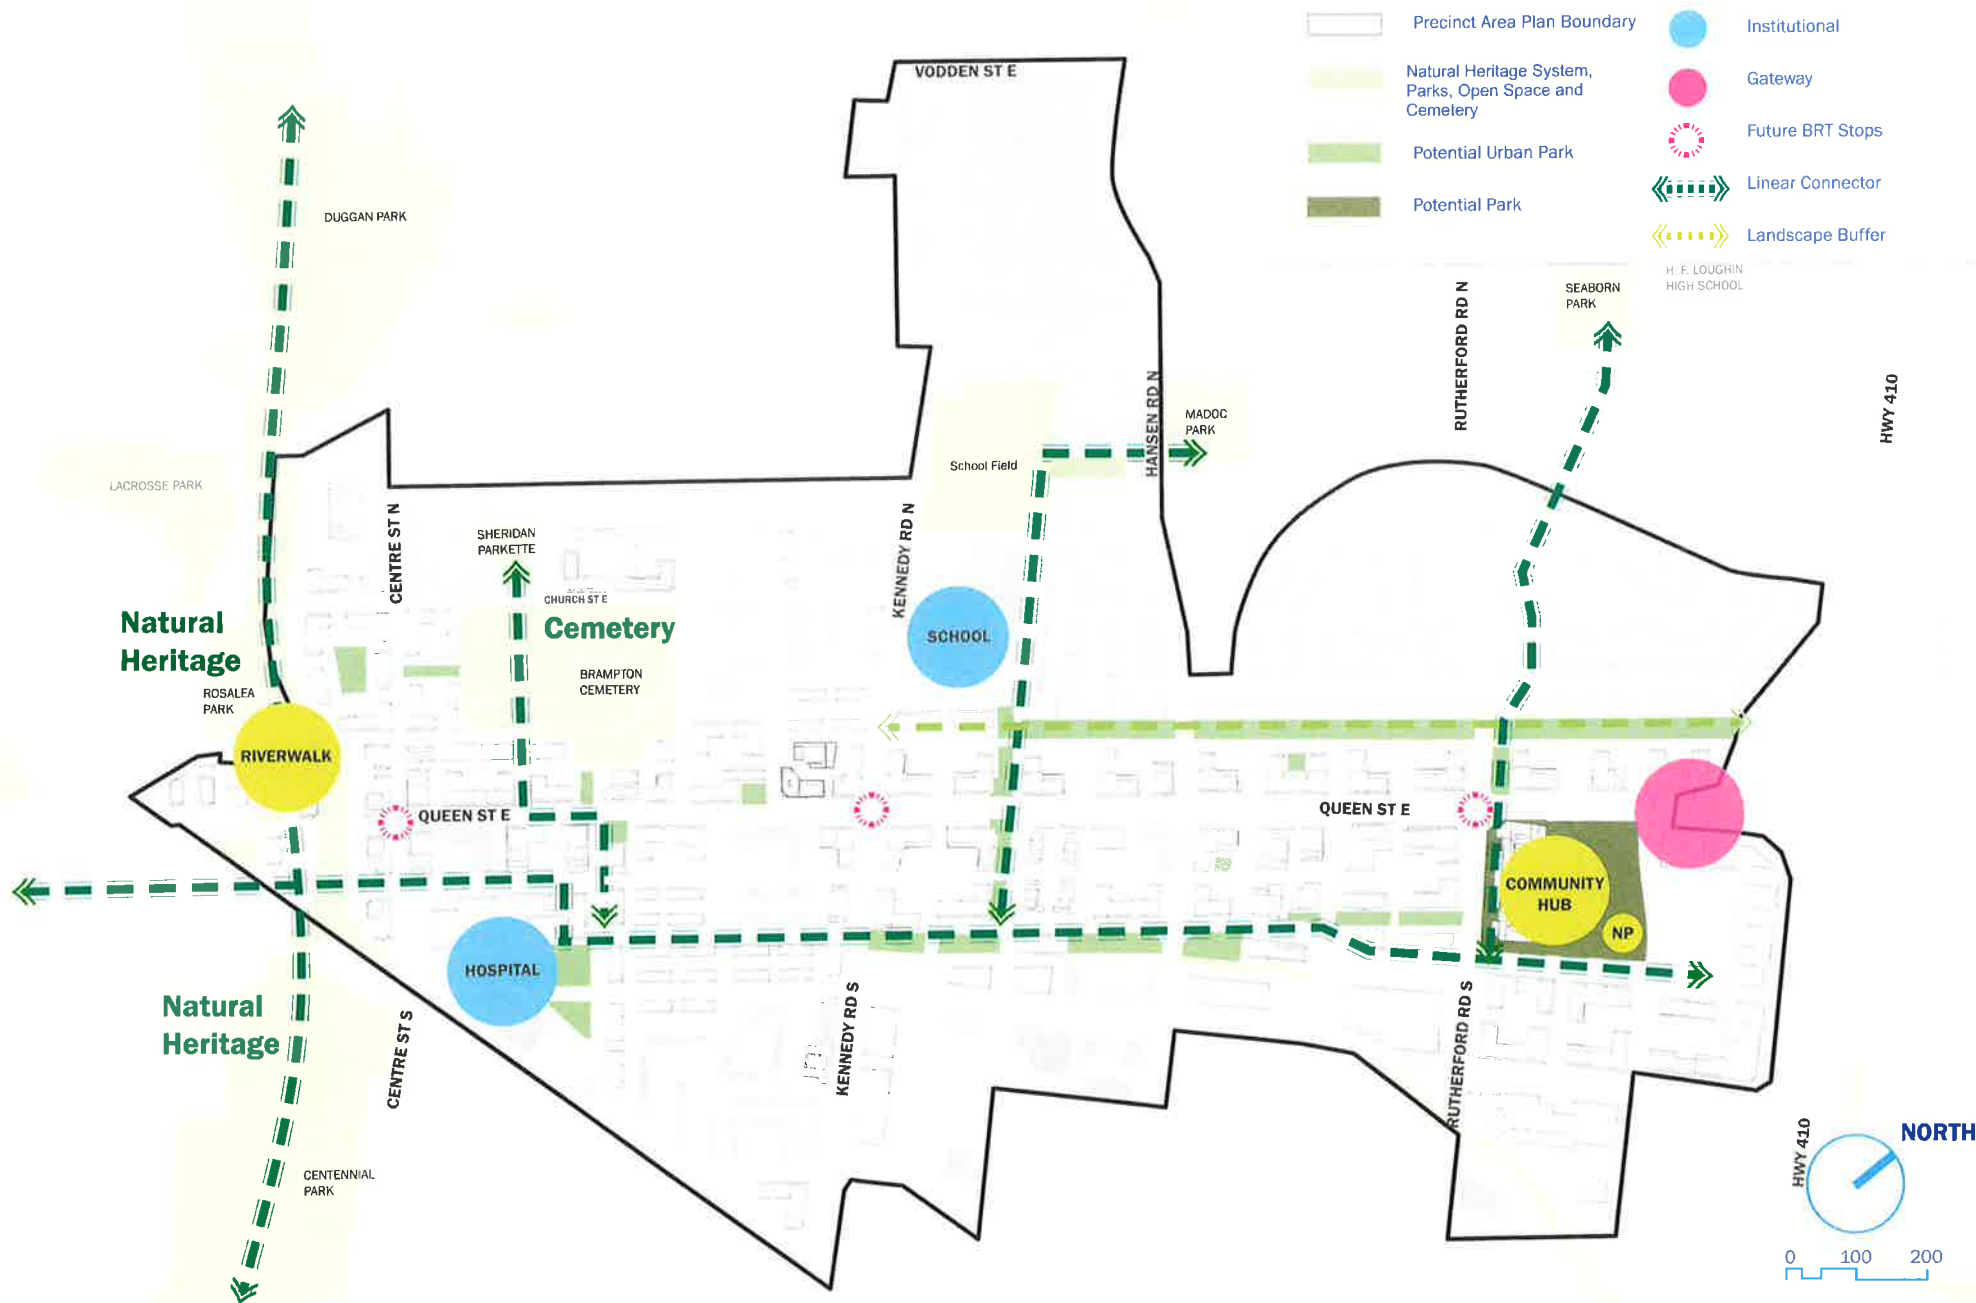 Precinct Area Plan Boundary
Natural Heritage System,
Parks, Open Space and
Cemetery
Potential Urban Park
Potential Park
Institutional
Gateway
Future BRT Stops
Linear Connector
Landscape Buffer
VODDEN ST E
DUGGAN PARK
H. F. LOUGHIN
HIGH SCHOOL
SEABORN
PARK
RUTHERFORD RD N
HWY 410
HANSEN RD N
MADOC
PARK
School Field
LACROSSE PARK
CENTRE ST N
SHERIDAN
PARKETTE
KENNEDY RD N
CHURCH ST E
Cemetery
Natural
Heritage
SCHOOL
BRAMPTON
CEMETERY
ROSALEA
PARK
RIVERWALK
QUEEN ST E
QUEEN ST E
COMMUNITY
HUB
NP
HOSPITAL
Natural
Heritage
CENTRE ST S
KENNEDY RD S
RUTHERFORD RD S
CENTENNIAL
PARK
HWY 410
NORTH
0 100 200